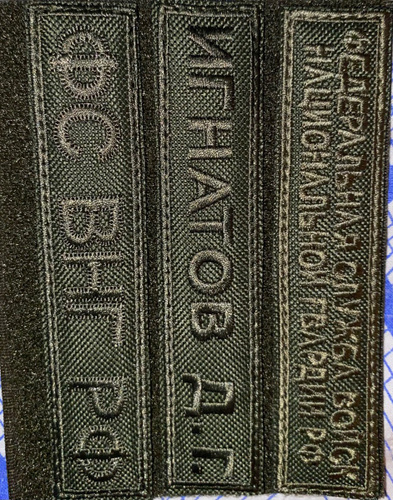 ФЕДЕРАЛЬНАЯ СЛУЖБА ВОЙСК
НАЦИОНАЛЬНОЙ ГВАРДИИ РФ
ИГНАТОВ Д.Г.
ФС ВНГ РФ